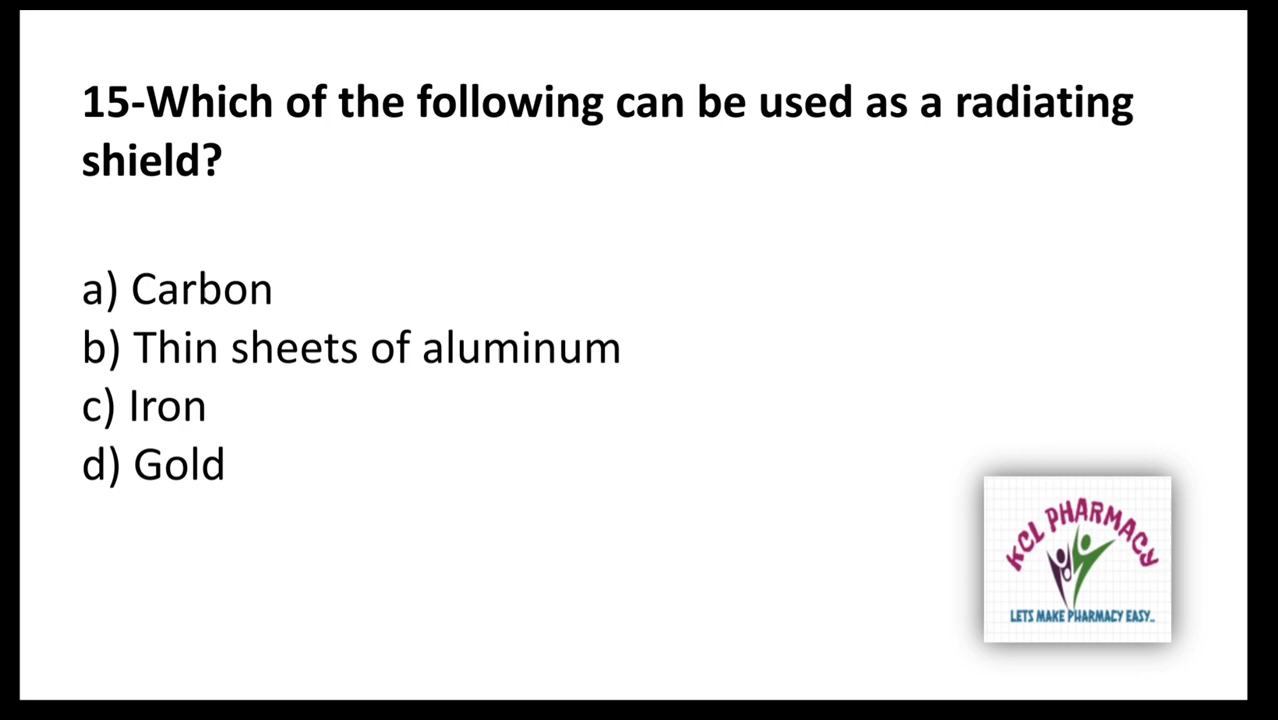 15-Which of the following can be used as a radiating
shield?
a) Carbon
b) Thin sheets of aluminum
c) Iron
d) Gold
KCL PHARMACY
LETS MAKE PHARMACY EASY..